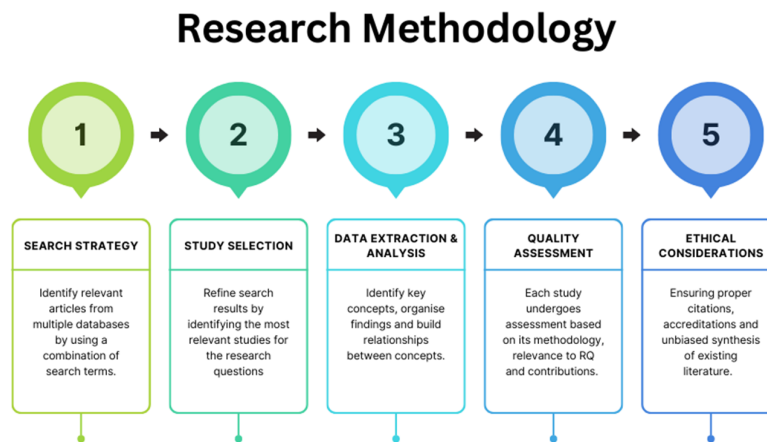 Research Methodology
1
2
3
4
5
SEARCH STRATEGY
Identify relevant
articles from
multiple databases
by using a
combination of
search terms.
STUDY SELECTION
Refine search
results by
identifying the most
relevant studies for
the research
questions
DATA EXTRACTION &
ANALYSIS
Identify key
concepts, organise
findings and build
relationships
between concepts.
QUALITY
ASSESSMENT
Each study
undergoes
assessment based
on its methodology,
relevance to RQ
and contributions.
ETHICAL
CONSIDERATIONS
Ensuring proper
citations,
accreditations and
unbiased synthesis
of existing
literature.